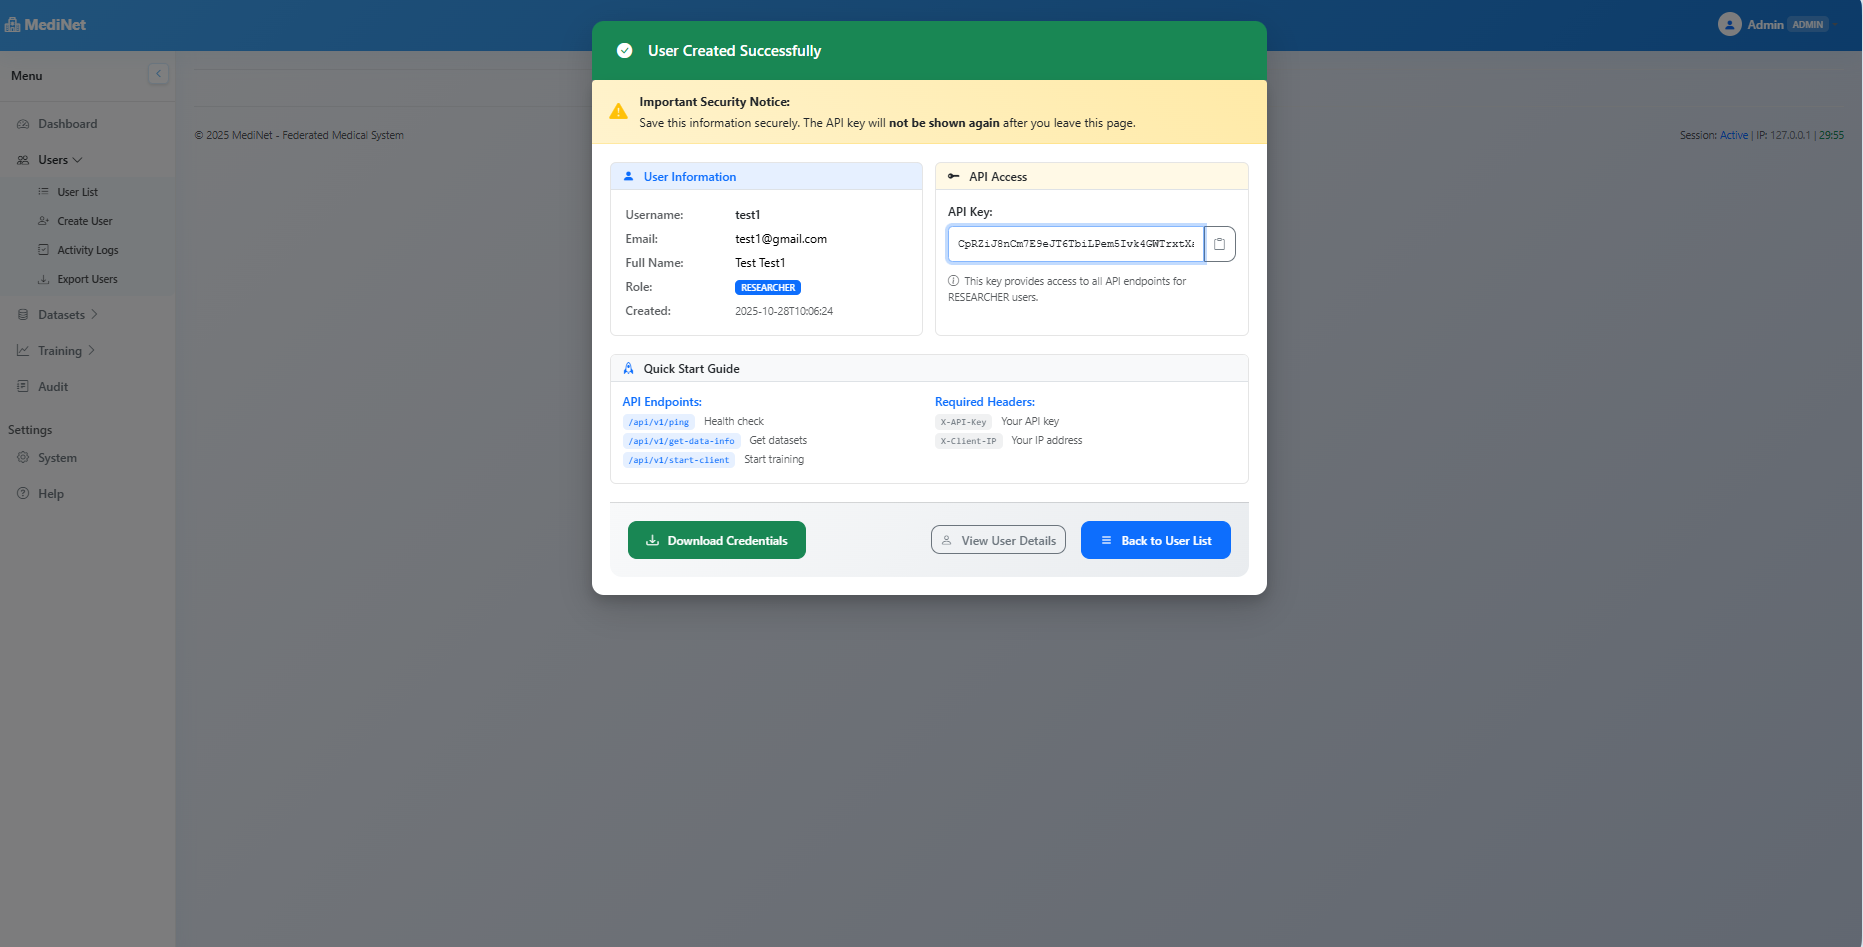 MediNet
Admin ADMIN
Menu
Dashboard
Users
User List
Create User
Activity Logs
Export Users
Datasets
Training
Audit
Settings
System
Help
© 2025 MediNet - Federated Medical System
Session: Active | IP: 127.0.0.1 | 29:55
User Created Successfully
Important Security Notice:
Save this information securely. The API key will not be shown again after you leave this page.
User Information
Username: test1
Email: test1@gmail.com
Full Name: Test Test1
Role: RESEARCHER
Created: 2025-10-28T10:06:24
API Access
API Key:
CpRZiJ8nCm7E9eJT6TbiLPem5Ivk4GWTrxtXa
This key provides access to all API endpoints for
RESEARCHER users.
Quick Start Guide
API Endpoints:
/api/v1/ping Health check
/api/v1/get-data-info Get datasets
/api/v1/start-client Start training
Required Headers:
X-API-Key Your API key
X-Client-IP Your IP address
Download Credentials
View User Details
Back to User List